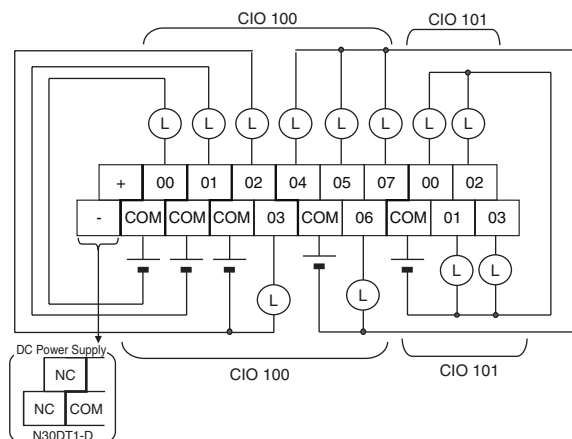 CIO 100 CIO 101
L L L L L L L L
+ 00 01 02 04 05 07 00 02
- COM COM COM 03 COM 06 COM 01 03
L L L L
DC Power Supply
NC
NC COM
N30DT1-D
CIO 100 CIO 101